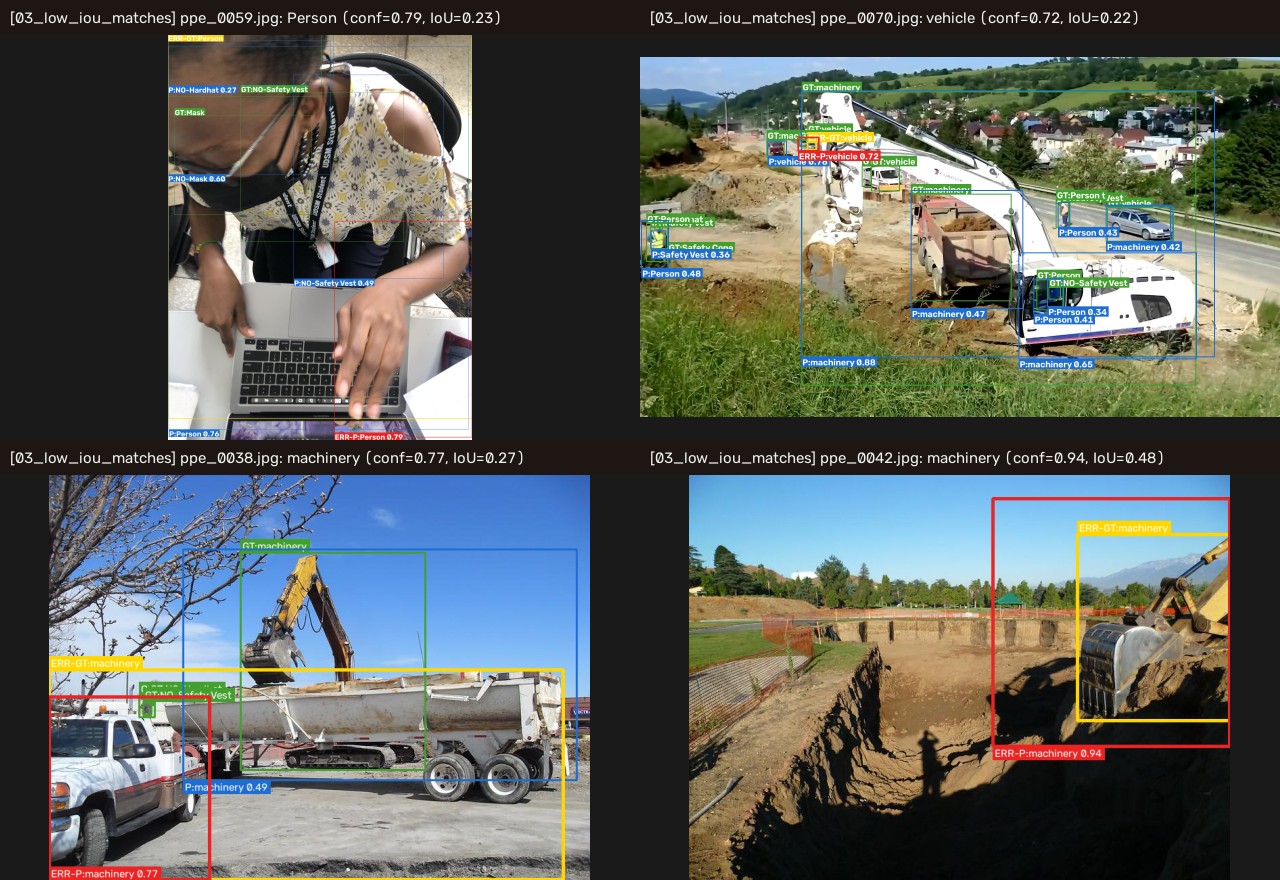 [03_low_iou_matches] ppe_0059.jpg: Person (conf=0.79, IoU=0.23)
ERR-GT:Person
P:NO-Hardhat 0.27
GT:NO-Safety Vest
GT:Mask
UDSM Student
P:NO-Mask 0.60
P:NO-Safety Vest 0.49
P:Person 0.76
ERR-P:Person 0.79
[03_low_iou_matches] ppe_0070.jpg: vehicle (conf=0.72, IoU=0.22)
GT:machinery
GT:vehicle
ERR-P:vehicle 0.72
GT:vehicle
GT:machinery
GT:Person
P:Person 0.43
P:machinery 0.42
GT:Person
GT:Safety Cone
P:Safety Vest 0.36
P:Person 0.48
GT:Person
GT:NO-Safety Vest
P:Person 0.34
P:Person 0.41
P:machinery 0.47
P:machinery 0.88
P:machinery 0.65
[03_low_iou_matches] ppe_0038.jpg: machinery (conf=0.77, IoU=0.27)
GT:machinery
ERR-GT:machinery
GT:NO-Safety Vest
P:machinery 0.49
ERR-P:machinery 0.77
[03_low_iou_matches] ppe_0042.jpg: machinery (conf=0.94, IoU=0.48)
ERR-GT:machinery
ERR-P:machinery 0.94